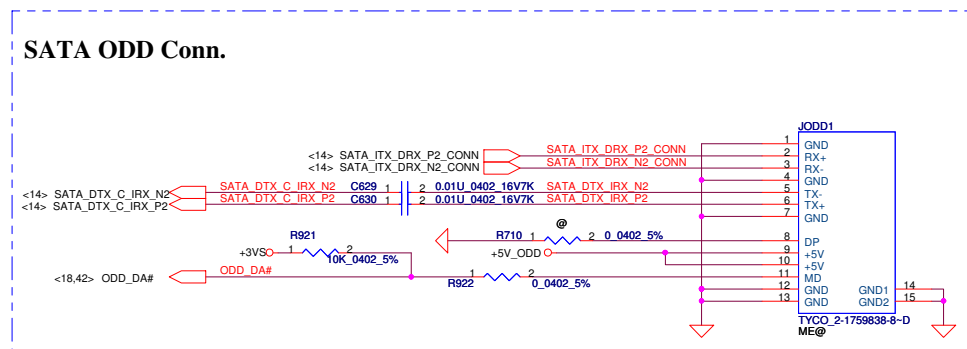 SATA ODD Conn.
JODD1
1 GND
<14> SATA_ITX_DRX_P2_CONN SATA_ITX_DRX_P2_CONN 2 RX+
<14> SATA_ITX_DRX_N2_CONN SATA_ITX_DRX_N2_CONN 3 RX-
4 GND
<14> SATA_DTX_C_IRX_N2 SATA_DTX_C_IRX_N2 C629 1 2 0.01U_0402_16V7K SATA_DTX_IRX_N2 5 TX-
<14> SATA_DTX_C_IRX_P2 SATA_DTX_C_IRX_P2 C630 1 2 0.01U_0402_16V7K SATA_DTX_IRX_P2 6 TX+
7 GND
@
R710 1 2 0_0402_5% 8 DP
+5V_ODD 9 +5V
10 +5V
R921
+3VS 1 2
10K_0402_5%
<18,42> ODD_DA# ODD_DA# 1 2 11 MD
R922 0_0402_5%
12 GND GND1 14
13 GND GND2 15
TYCO_2-1759838-8~D
ME@